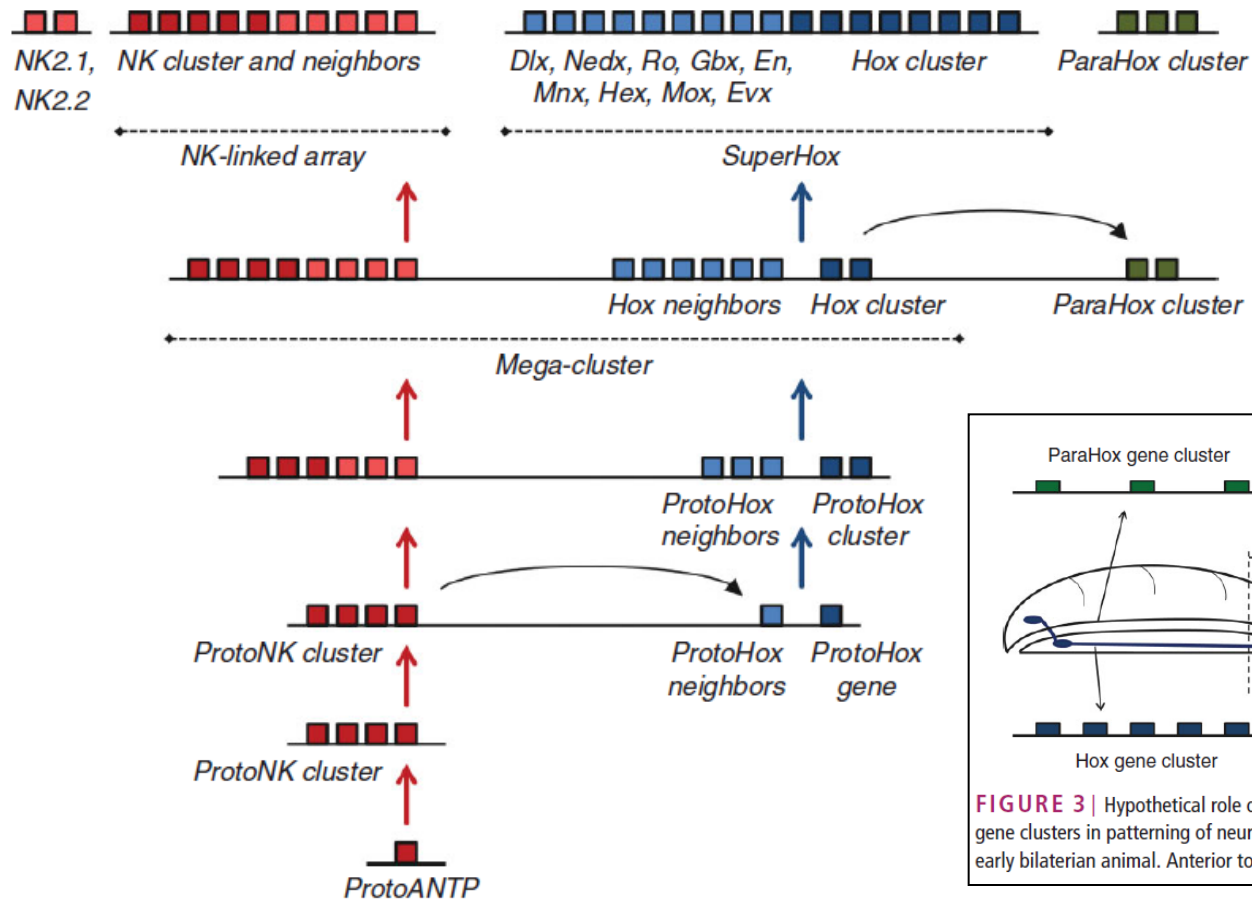 NK2.1,
NK2.2
NK cluster and neighbors
Dlx, Nedx, Ro, Gbx, En,
Mnx, Hex, Mox, Evx
Hox cluster
ParaHox cluster
NK-linked array
SuperHox
Hox neighbors
Hox cluster
ParaHox cluster
Mega-cluster
ProtoHox
neighbors
ProtoHox
cluster
ProtoNK cluster
ProtoHox
neighbors
ProtoHox
gene
ProtoNK cluster
ProtoANTP
ParaHox gene cluster
Hox gene cluster
FIGURE 3 | Hypothetical role
gene clusters in patterning of
early bilaterian animal. Anterior